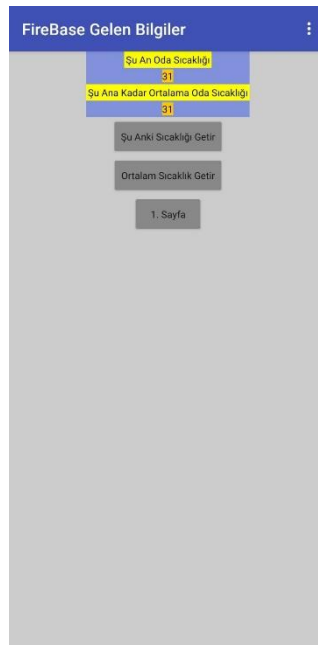 FireBase Gelen Bilgiler
Şu An Oda Sıcaklığı
31
Şu Ana Kadar Ortalama Oda Sıcaklığı
31
Şu Anki Sıcaklığı Getir
Ortalam Sıcaklık Getir
1. Sayfa